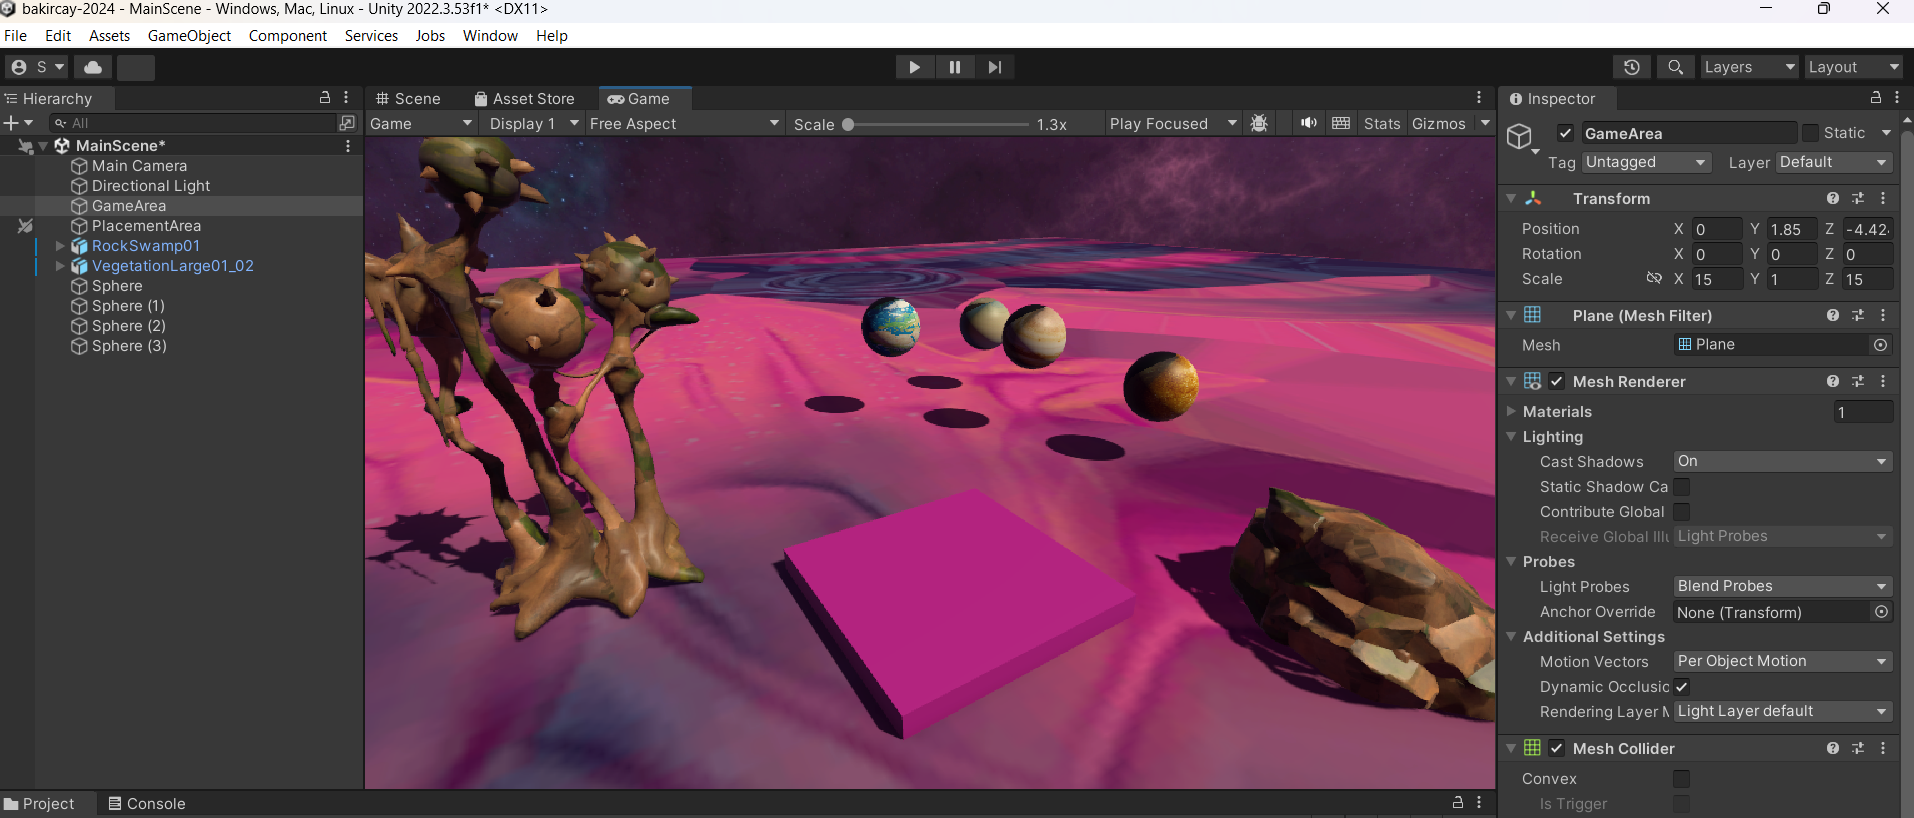 bakircay-2024 - MainScene - Windows, Mac, Linux - Unity 2022.3.53f1* <DX11>
File Edit Assets GameObject Component Services Jobs Window Help
S Layers Layout
Hierarchy
All
MainScene*
Main Camera
Directional Light
GameArea
PlacementArea
RockSwamp01
VegetationLarge01_02
Sphere
Sphere (1)
Sphere (2)
Sphere (3)
Scene Asset Store Game
Game Display 1 Free Aspect Scale 1.3x Play Focused Stats Gizmos
Inspector
GameArea Static
Tag Untagged Layer Default
Transform
Position X 0 Y 1.85 Z -4.42
Rotation X 0 Y 0 Z 0
Scale X 15 Y 1 Z 15
Plane (Mesh Filter)
Mesh Plane
Mesh Renderer
Materials 1
Lighting
Cast Shadows On
Static Shadow Ca
Contribute Global
Receive Global Illu Light Probes
Probes
Light Probes Blend Probes
Anchor Override None (Transform)
Additional Settings
Motion Vectors Per Object Motion
Dynamic Occlusio
Rendering Layer M Light Layer default
Mesh Collider
Convex
Is Trigger
Project Console